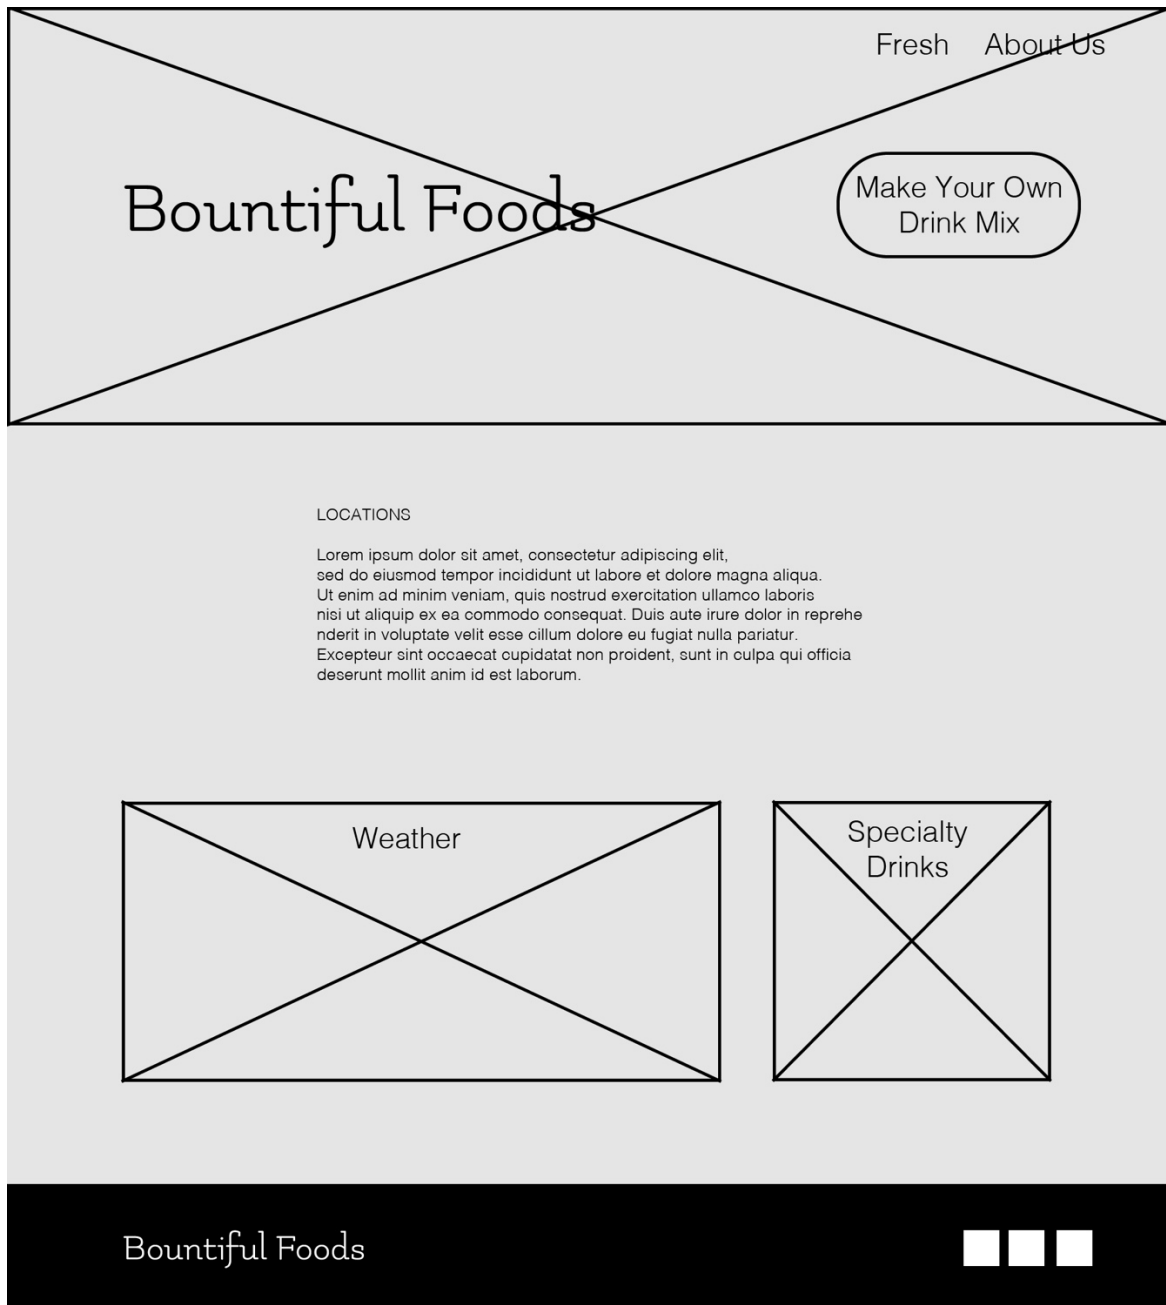 Fresh About Us
Bountiful Foods
Make Your Own
Drink Mix
LOCATIONS
Lorem ipsum dolor sit amet, consectetur adipiscing elit,
sed do eiusmod tempor incididunt ut labore et dolore magna aliqua.
Ut enim ad minim veniam, quis nostrud exercitation ullamco laboris
nisi ut aliquip ex ea commodo consequat. Duis aute irure dolor in reprehe
nderit in voluptate velit esse cillum dolore eu fugiat nulla pariatur.
Excepteur sint occaecat cupidatat non proident, sunt in culpa qui officia
deserunt mollit anim id est laborum.
Weather
Specialty
Drinks
Bountiful Foods